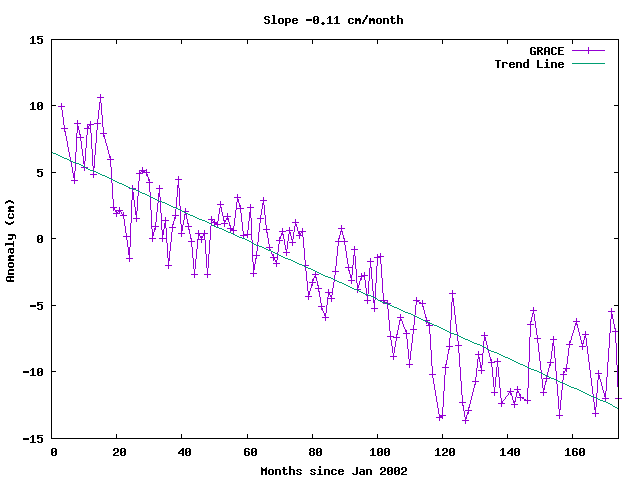 Slope -0.11 cm/month
GRACE
Trend Line
15
10
5
0
-5
-10
-15
Anomaly (cm)
0 20 40 60 80 100 120 140 160
Months since Jan 2002